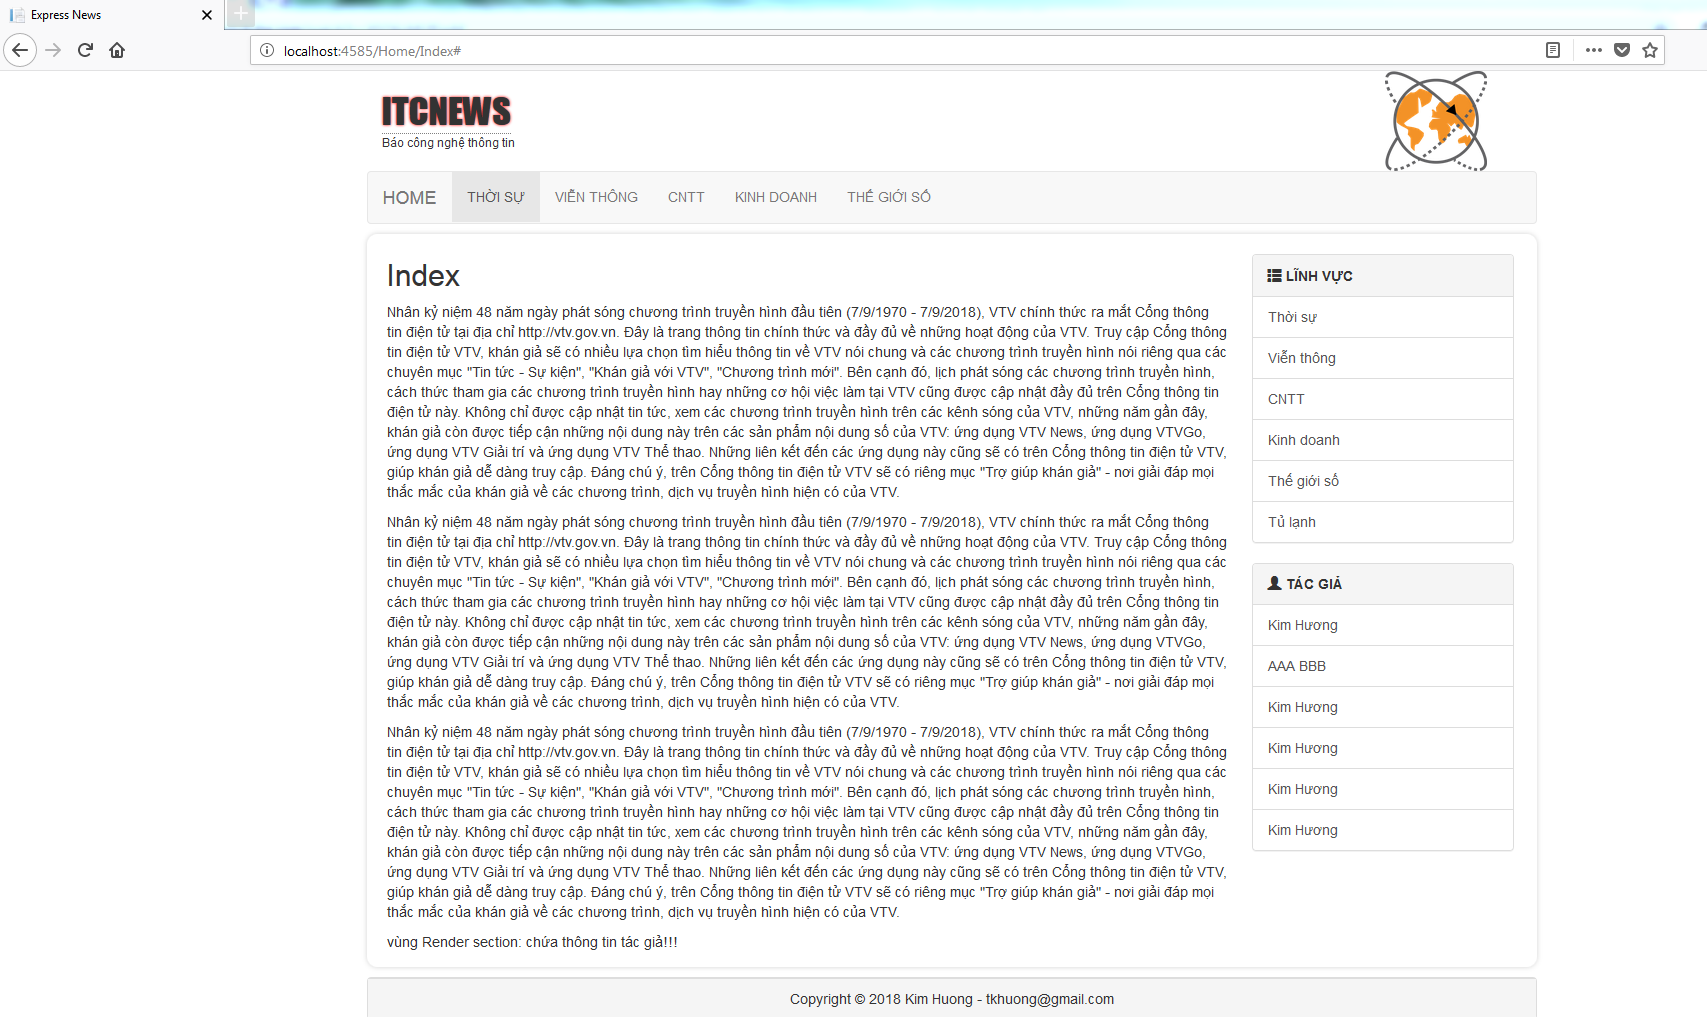 Express News
localhost:4585/Home/Index#
ITCNEWS
Báo công nghệ thông tin
HOME THỜI SỰ VIỄN THÔNG CNTT KINH DOANH THẾ GIỚI SỐ
Index
Nhân kỷ niệm 48 năm ngày phát sóng chương trình truyền hình đầu tiên (7/9/1970 - 7/9/2018), VTV chính thức ra mắt Cổng thông
tin điện tử tại địa chỉ http://vtv.gov.vn. Đây là trang thông tin chính thức và đầy đủ về những hoạt động của VTV. Truy cập Cổng thông
tin điện tử VTV, khán giả sẽ có nhiều lựa chọn tìm hiểu thông tin về VTV nói chung và các chương trình truyền hình nói riêng qua các
chuyên mục "Tin tức - Sự kiện", "Khán giả với VTV", "Chương trình mới". Bên cạnh đó, lịch phát sóng các chương trình truyền hình,
cách thức tham gia các chương trình truyền hình hay những cơ hội việc làm tại VTV cũng được cập nhật đầy đủ trên Cổng thông tin
điện tử này. Không chỉ được cập nhật tin tức, xem các chương trình truyền hình trên các kênh sóng của VTV, những năm gần đây,
khán giả còn được tiếp cận những nội dung này trên các sản phẩm nội dung số của VTV: ứng dụng VTV News, ứng dụng VTVGo,
ứng dụng VTV Giải trí và ứng dụng VTV Thể thao. Những liên kết đến các ứng dụng này cũng sẽ có trên Cổng thông tin điện tử VTV,
giúp khán giả dễ dàng truy cập. Đáng chú ý, trên Cổng thông tin điện tử VTV sẽ có riêng mục "Trợ giúp khán giả" - nơi giải đáp mọi
thắc mắc của khán giả về các chương trình, dịch vụ truyền hình hiện có của VTV.
Nhân kỷ niệm 48 năm ngày phát sóng chương trình truyền hình đầu tiên (7/9/1970 - 7/9/2018), VTV chính thức ra mắt Cổng thông
tin điện tử tại địa chỉ http://vtv.gov.vn. Đây là trang thông tin chính thức và đầy đủ về những hoạt động của VTV. Truy cập Cổng thông
tin điện tử VTV, khán giả sẽ có nhiều lựa chọn tìm hiểu thông tin về VTV nói chung và các chương trình truyền hình nói riêng qua các
chuyên mục "Tin tức - Sự kiện", "Khán giả với VTV", "Chương trình mới". Bên cạnh đó, lịch phát sóng các chương trình truyền hình,
cách thức tham gia các chương trình truyền hình hay những cơ hội việc làm tại VTV cũng được cập nhật đầy đủ trên Cổng thông tin
điện tử này. Không chỉ được cập nhật tin tức, xem các chương trình truyền hình trên các kênh sóng của VTV, những năm gần đây,
khán giả còn được tiếp cận những nội dung này trên các sản phẩm nội dung số của VTV: ứng dụng VTV News, ứng dụng VTVGo,
ứng dụng VTV Giải trí và ứng dụng VTV Thể thao. Những liên kết đến các ứng dụng này cũng sẽ có trên Cổng thông tin điện tử VTV,
giúp khán giả dễ dàng truy cập. Đáng chú ý, trên Cổng thông tin điện tử VTV sẽ có riêng mục "Trợ giúp khán giả" - nơi giải đáp mọi
thắc mắc của khán giả về các chương trình, dịch vụ truyền hình hiện có của VTV.
Nhân kỷ niệm 48 năm ngày phát sóng chương trình truyền hình đầu tiên (7/9/1970 - 7/9/2018), VTV chính thức ra mắt Cổng thông
tin điện tử tại địa chỉ http://vtv.gov.vn. Đây là trang thông tin chính thức và đầy đủ về những hoạt động của VTV. Truy cập Cổng thông
tin điện tử VTV, khán giả sẽ có nhiều lựa chọn tìm hiểu thông tin về VTV nói chung và các chương trình truyền hình nói riêng qua các
chuyên mục "Tin tức - Sự kiện", "Khán giả với VTV", "Chương trình mới". Bên cạnh đó, lịch phát sóng các chương trình truyền hình,
cách thức tham gia các chương trình truyền hình hay những cơ hội việc làm tại VTV cũng được cập nhật đầy đủ trên Cổng thông tin
điện tử này. Không chỉ được cập nhật tin tức, xem các chương trình truyền hình trên các kênh sóng của VTV, những năm gần đây,
khán giả còn được tiếp cận những nội dung này trên các sản phẩm nội dung số của VTV: ứng dụng VTV News, ứng dụng VTVGo,
ứng dụng VTV Giải trí và ứng dụng VTV Thể thao. Những liên kết đến các ứng dụng này cũng sẽ có trên Cổng thông tin điện tử VTV,
giúp khán giả dễ dàng truy cập. Đáng chú ý, trên Cổng thông tin điện tử VTV sẽ có riêng mục "Trợ giúp khán giả" - nơi giải đáp mọi
thắc mắc của khán giả về các chương trình, dịch vụ truyền hình hiện có của VTV.
vùng Render section: chứa thông tin tác giả!!!
LĨNH VỰC
Thời sự
Viễn thông
CNTT
Kinh doanh
Thế giới số
Tủ lạnh
TÁC GIẢ
Kim Hương
AAA BBB
Kim Hương
Kim Hương
Kim Hương
Kim Hương
Copyright © 2018 Kim Huong - tkhuong@gmail.com